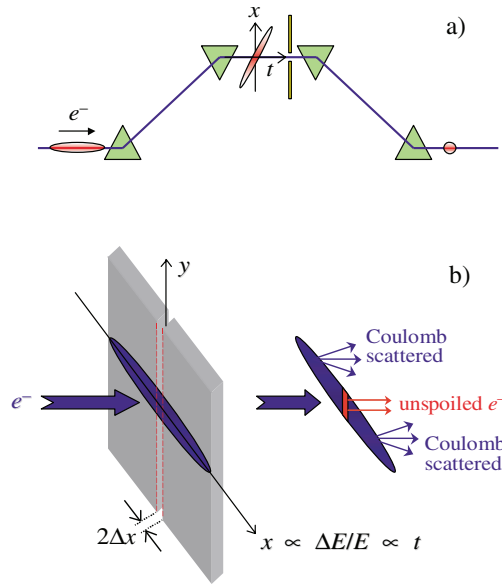 x
a)
t
e⁻
y
b)
Coulomb
scattered
e⁻
unspoiled e⁻
Coulomb
scattered
2Δx
x ∝ ΔE/E ∝ t